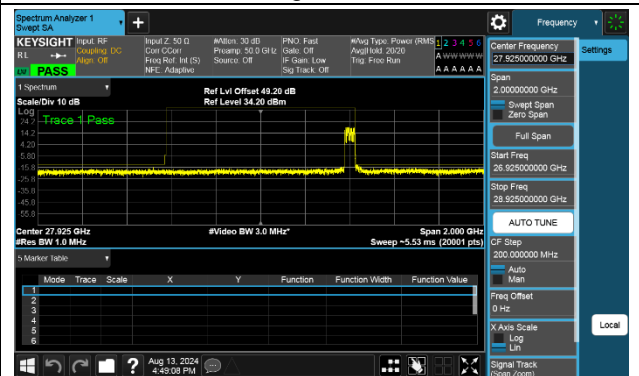 Spectrum Analyzer 1
Swept SA
Frequency
KEYSIGHT
RL
PASS
Input: RF
Coupling: DC
Align: Off
Input Z: 50 Ω
Corr CCorr
Freq Ref: Int (S)
NFE: Adaptive
#Atten: 30 dB
Preamp: 50.0 GHz
Source: Off
PNO: Fast
Gate: Off
IF Gain: Low
Sig Track: Off
#Avg Type: Power (RMS
Avg|Hold: 20/20
Trig: Free Run
1 2 3 4 5 6
A W W W W W
A A A A A A
Center Frequency
27.925000000 GHz
Settings
Span
2.00000000 GHz
Swept Span
Zero Span
Full Span
Start Freq
26.925000000 GHz
Stop Freq
28.925000000 GHz
AUTO TUNE
CF Step
200.000000 MHz
Auto
Man
Freq Offset
0 Hz
X Axis Scale
Log
Lin
Local
Signal Track
(Span Zoom)
1 Spectrum
Scale/Div 10 dB
Ref Lvl Offset 49.20 dB
Ref Level 34.20 dBm
Log
Trace 1 Pass
24.2
14.2
4.20
-5.80
-15.8
-25.8
-35.8
-45.8
-55.8
Center 27.925 GHz
#Video BW 3.0 MHz*
Span 2.000 GHz
#Res BW 1.0 MHz
Sweep ~5.53 ms (20001 pts)
5 Marker Table
Mode Trace Scale X Y Function Function Width Function Value
1
2
3
4
5
6
?
Aug 13, 2024
4:49:08 PM